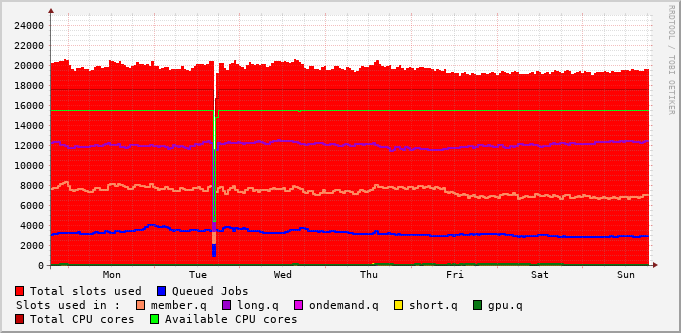 RRDTOOL / TOBI OETIKER
24000
22000
20000
18000
16000
14000
12000
10000
8000
6000
4000
2000
0
Mon Tue Wed Thu Fri Sat Sun
Total slots used Queued Jobs
Slots used in : member.q long.q ondemand.q short.q gpu.q
Total CPU cores Available CPU cores